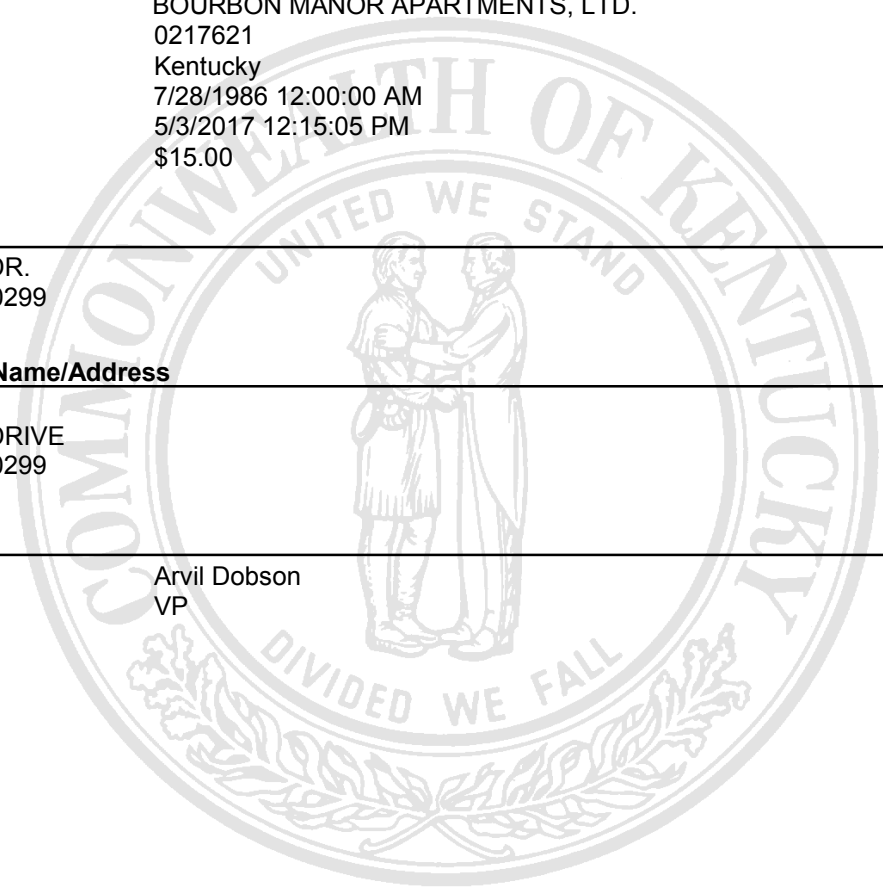 BOURBON MANOR APARTMENTS, LTD.
0217621
Kentucky
7/28/1986 12:00:00 AM
5/3/2017 12:15:05 PM
$15.00
COMMONWEALTH OF KENTUCKY
UNITED WE STAND
DR.
0299
Name/Address
DRIVE
0299
Arvil Dobson
VP
DIVIDED WE FALL